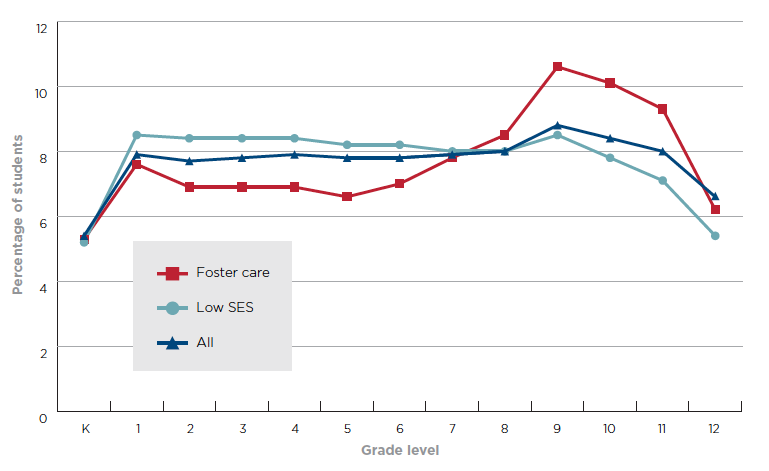 12
10
8
6
4
2
0
Percentage of students
Foster care
Low SES
All
K 1 2 3 4 5 6 7 8 9 10 11 12
Grade level